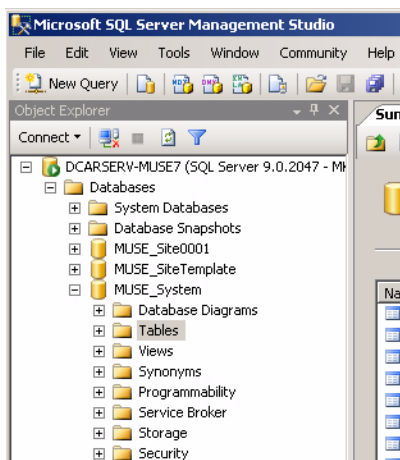 Microsoft SQL Server Management Studio
File Edit View Tools Window Community Help
New Query
Object Explorer
Connect
DCARSERV-MUSE7 (SQL Server 9.0.2047 -
Databases
System Databases
Database Snapshots
MUSE_Site0001
MUSE_SiteTemplate
MUSE_System
Database Diagrams
Tables
Views
Synonyms
Programmability
Service Broker
Storage
Security